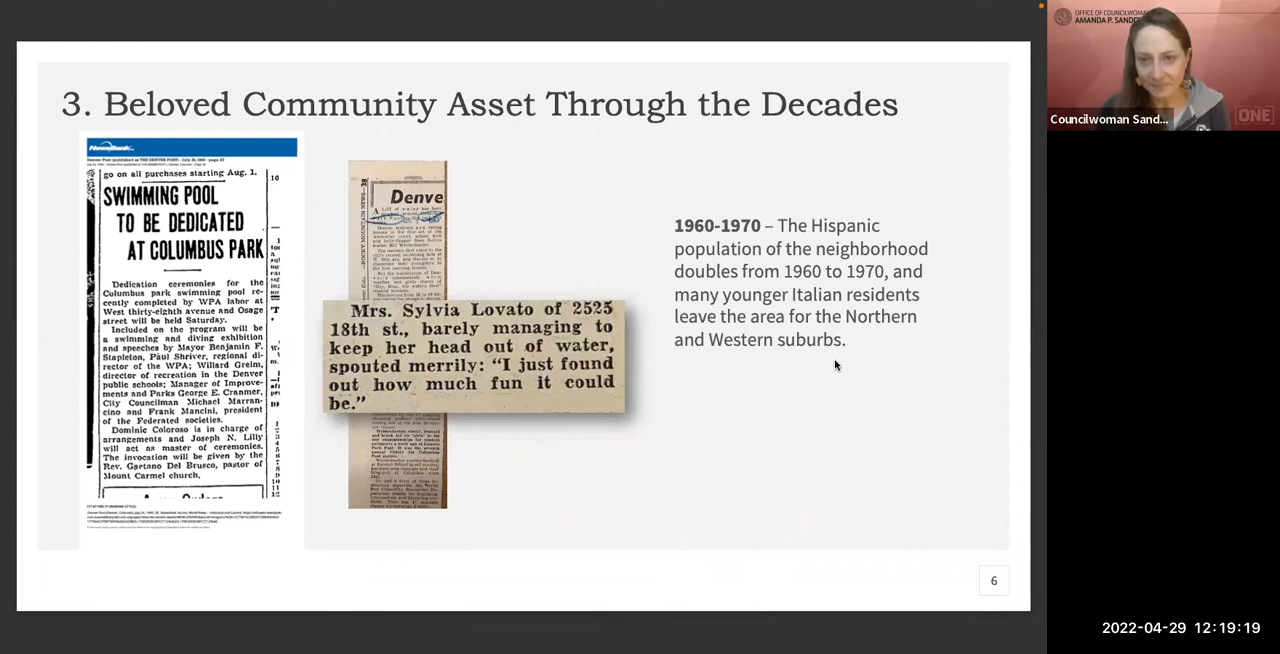 3. Beloved Community Asset Through the Decades
NewsBank
go on all purchases starting Aug. 1.
SWIMMING POOL
TO BE DEDICATED
AT COLUMBUS PARK
Dedication ceremonies for the
Columbus park swimming pool re-
cently completed by WPA labor at
West thirty-eighth avenue and Osage
street will be held Saturday.
Included on the program will be
a swimming and diving exhibition
and speeches by Mayor Benjamin F.
Stapleton, Paul Shriver, regional di-
rector of the WPA; Willard Greim,
director of recreation in the Denver
public schools; Manager of Improve-
ments and Parks George E. Cranmer,
City Councilman Michael Marran-
cino and Frank Mancini, president
of the Federated societies.
Dominic Coloroso is in charge of
arrangements and Joseph N. Lilly
will act as master of ceremonies.
The invocation will be given by the
Rev. Gaetano Del Brusco, pastor of
Mount Carmel church.
Denve
Mrs. Sylvia Lovato of 2525
18th st., barely managing to
keep her head out of water,
spouted merrily: "I just found
out how much fun it could
be."
1960-1970 – The Hispanic
population of the neighborhood
doubles from 1960 to 1970, and
many younger Italian residents
leave the area for the Northern
and Western suburbs.
6
OFFICE OF COUNCILWOMAN
AMANDA P. SANDO
ONE
Councilwoman Sand...
2022-04-29 12:19:19